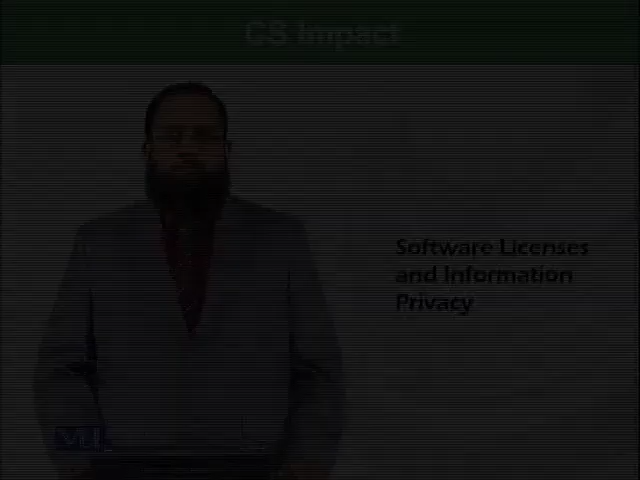 CS Impact
Software Licenses
and Information
Privacy